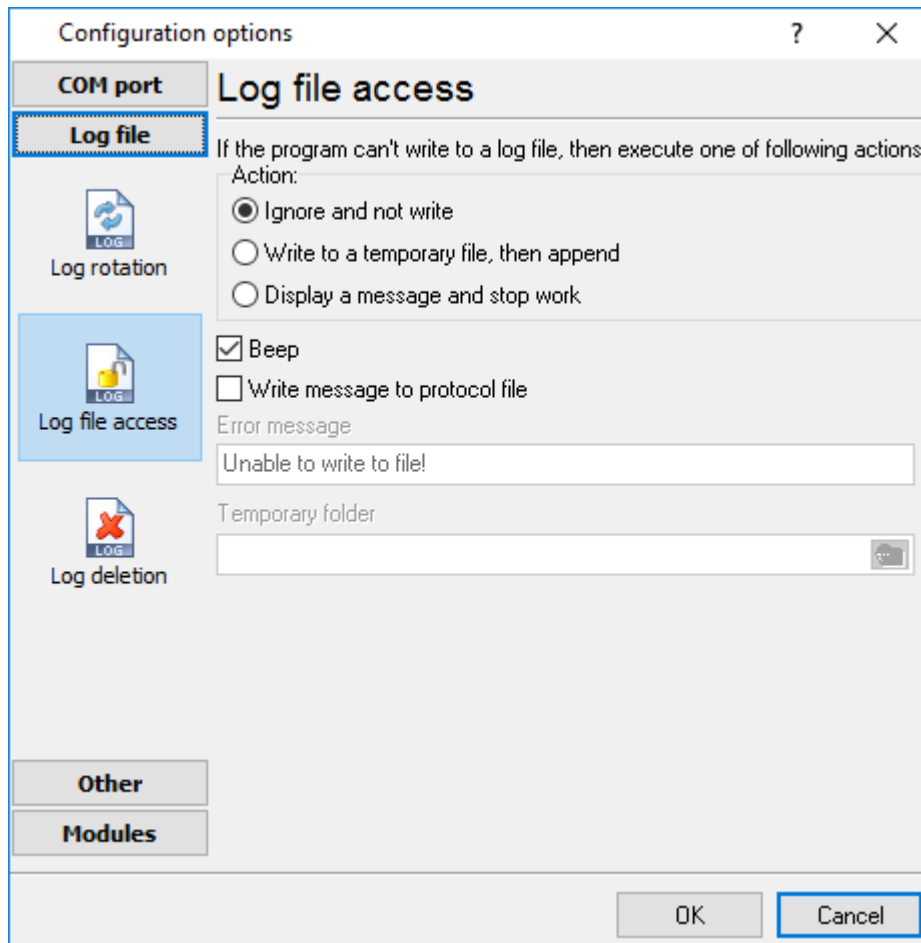 Configuration options
?
COM port
Log file
LOG
Log rotation
LOG
Log file access
LOG
Log deletion
Other
Modules
Log file access
If the program can't write to a log file, then execute one of following actions
Action:
Ignore and not write
Write to a temporary file, then append
Display a message and stop work
Beep
Write message to protocol file
Error message
Unable to write to file!
Temporary folder
OK
Cancel